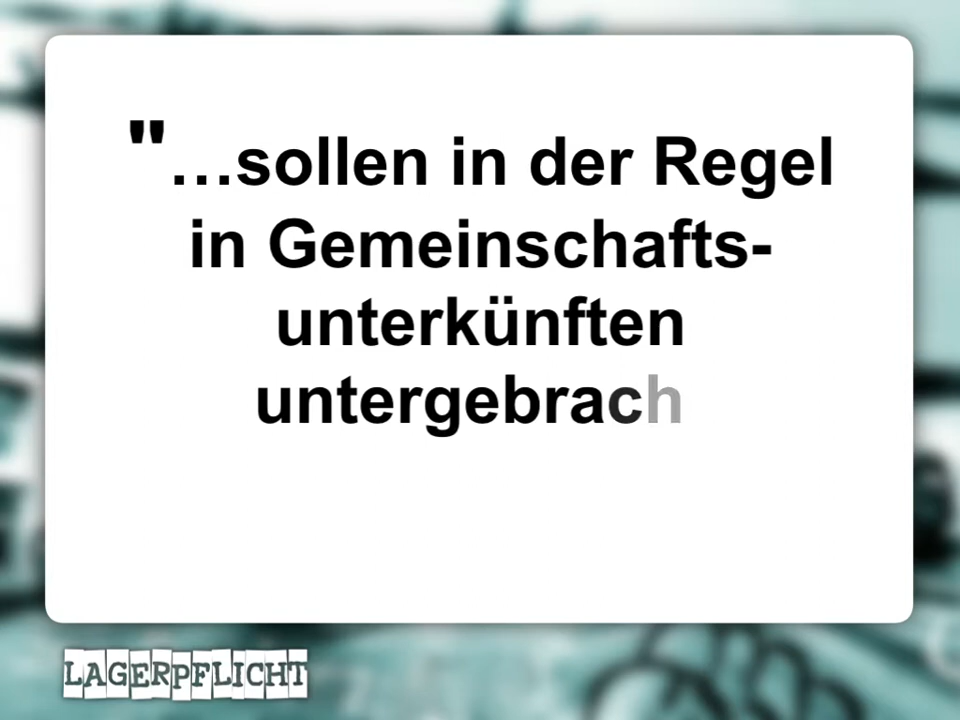 "…sollen in der Regel
in Gemeinschafts-
unterkünften
untergebrach
LAGERPFLICHT